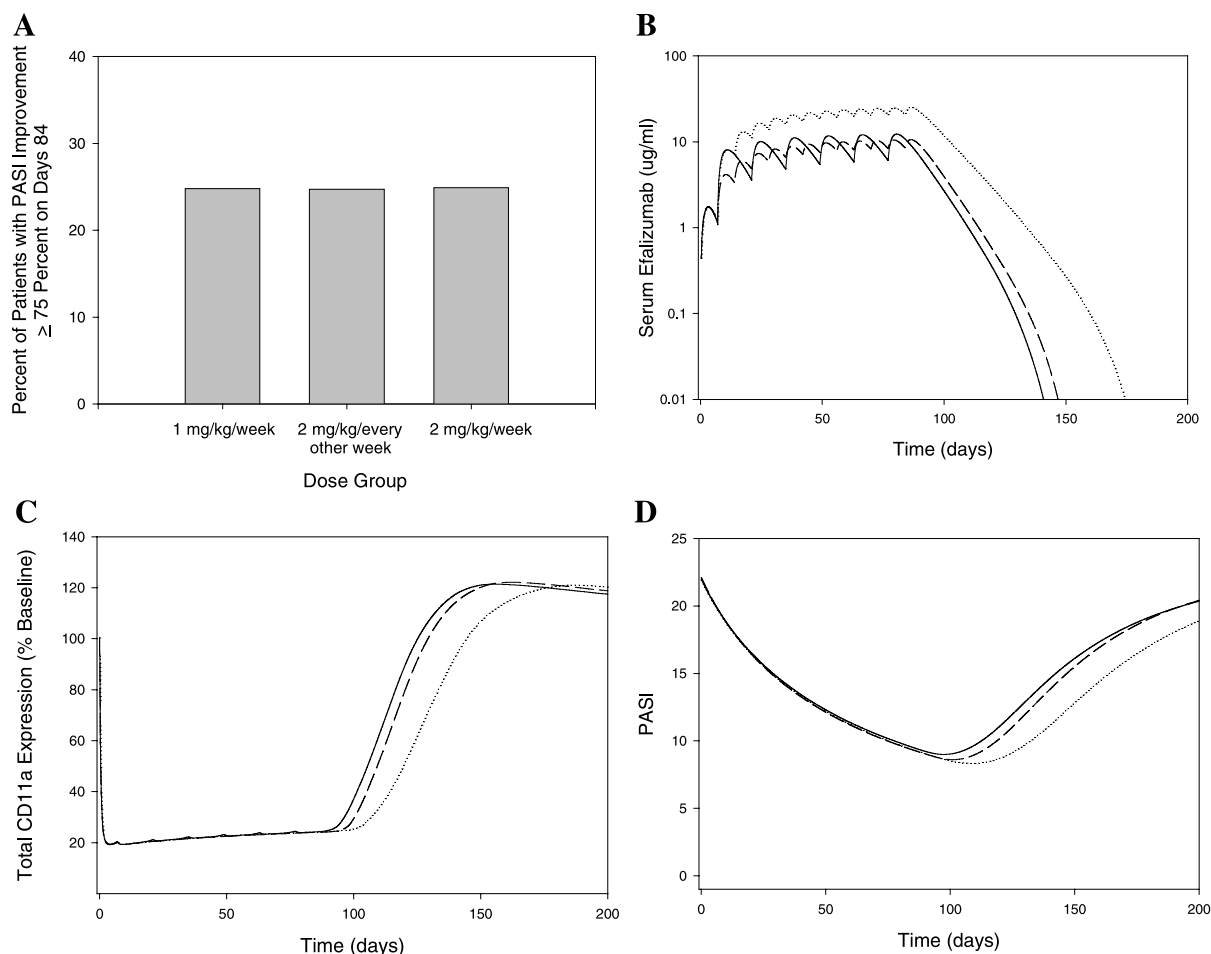 A
Percent of Patients with PASI Improvement
≥ 75 Percent on Days 84
40
30
20
10
0
1 mg/kg/week
2 mg/kg/every
other week
2 mg/kg/week
Dose Group
B
Serum Efalizumab (ug/ml)
100
10
1
0.1
0.01
0
50
100
150
200
Time (days)
C
Total CD11a Expression (% Baseline)
140
120
100
80
60
40
20
0
50
100
150
200
Time (days)
D
PASI
25
20
15
10
5
0
0
50
100
150
200
Time (days)